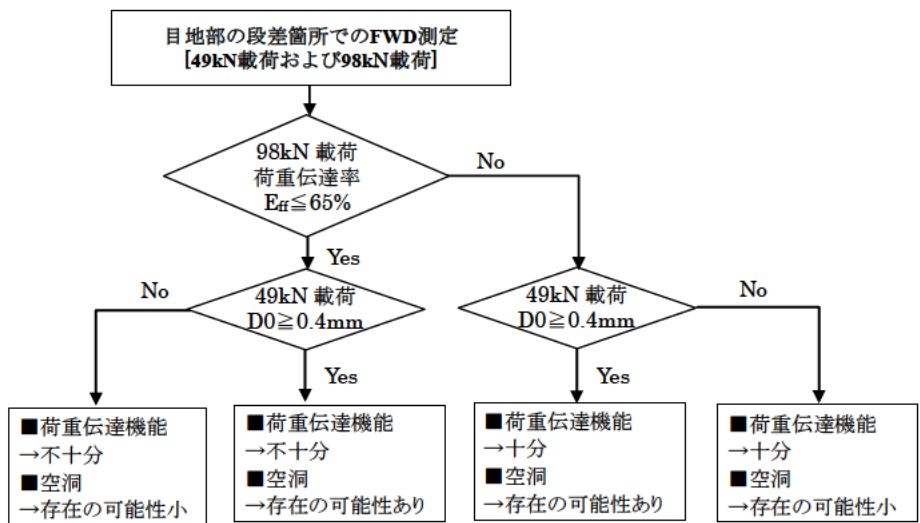 目地部の段差箇所でのFWD測定
[49kN載荷および98kN載荷]
98kN 載荷
荷重伝達率
Eff≦65%
No
Yes
No
49kN 載荷
D0≧0.4mm
Yes
49kN 載荷
D0≧0.4mm
No
Yes
■荷重伝達機能
→不十分
■空洞
→存在の可能性小
■荷重伝達機能
→不十分
■空洞
→存在の可能性あり
■荷重伝達機能
→十分
■空洞
→存在の可能性あり
■荷重伝達機能
→十分
■空洞
→存在の可能性小